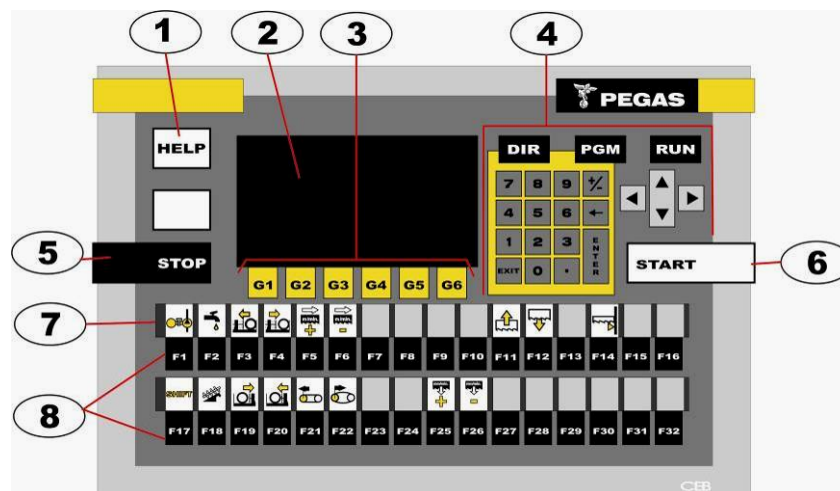 1 2 3 4
PEGAS
HELP
DIR PGM RUN
7 8 9 +/-
4 5 6
1 2 3 ENTER
EXIT 0 .
5 STOP
START 6
G1 G2 G3 G4 G5 G6
7
F1 F2 F3 F4 F5 F6 F7 F8 F9 F10 F11 F12 F13 F14 F15 F16
8
SHIFT
F17 F18 F19 F20 F21 F22 F23 F24 F25 F26 F27 F28 F29 F30 F31 F32
CEB